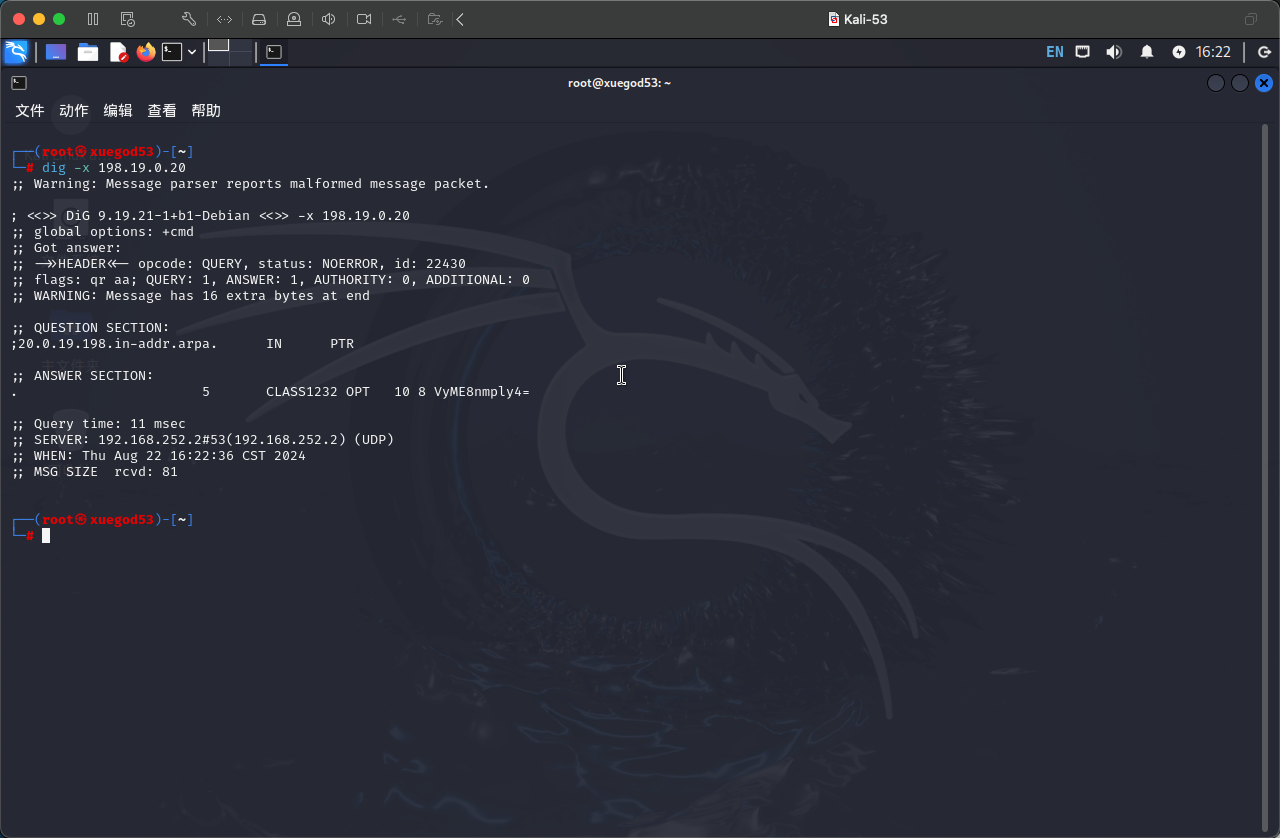 Kali-53
EN 16:22
root@xuegod53: ~
文件 动作 编辑 查看 帮助
┌──(root㉿xuegod53)-[~]
└─# dig -x 198.19.0.20
;; Warning: Message parser reports malformed message packet.
; <<>> DiG 9.19.21-1+b1-Debian <<>> -x 198.19.0.20
;; global options: +cmd
;; Got answer:
;; ->>HEADER<<- opcode: QUERY, status: NOERROR, id: 22430
;; flags: qr aa; QUERY: 1, ANSWER: 1, AUTHORITY: 0, ADDITIONAL: 0
;; WARNING: Message has 16 extra bytes at end
;; QUESTION SECTION:
;20.0.19.198.in-addr.arpa. IN PTR
;; ANSWER SECTION:
. 5 CLASS1232 OPT 10 8 VyME8nmply4=
;; Query time: 11 msec
;; SERVER: 192.168.252.2#53(192.168.252.2) (UDP)
;; WHEN: Thu Aug 22 16:22:36 CST 2024
;; MSG SIZE rcvd: 81
┌──(root㉿xuegod53)-[~]
└─#